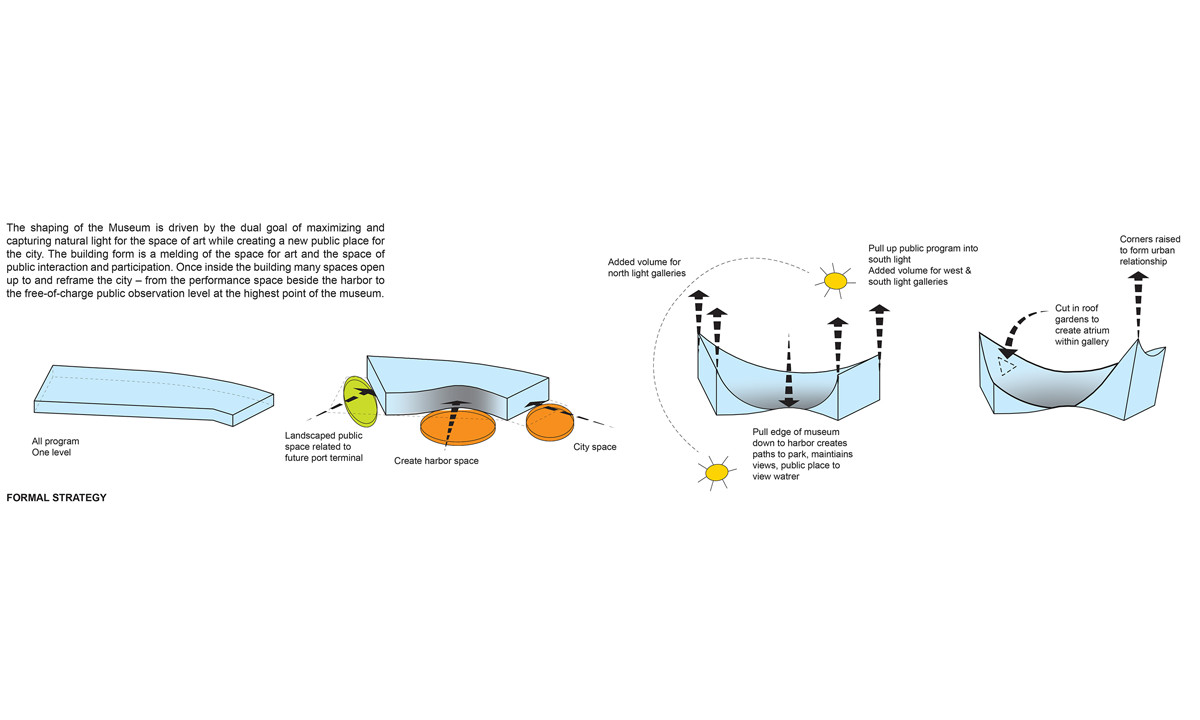 The shaping of the Museum is driven by the dual goal of maximizing and
capturing natural light for the space of art while creating a new public place for
the city. The building form is a melding of the space for art and the space of
public interaction and participation. Once inside the building many spaces open
up to and reframe the city – from the performance space beside the harbor to
the free-of-charge public observation level at the highest point of the museum.
All program
One level
Landscaped public
space related to
future port terminal
Create harbor space
City space
Added volume for
north light galleries
Pull up public program into
south light
Added volume for west &
south light galleries
Pull edge of museum
down to harbor creates
paths to park, maintiains
views, public place to
view watrer
Cut in roof
gardens to
create atrium
within gallery
Corners raised
to form urban
relationship
FORMAL STRATEGY